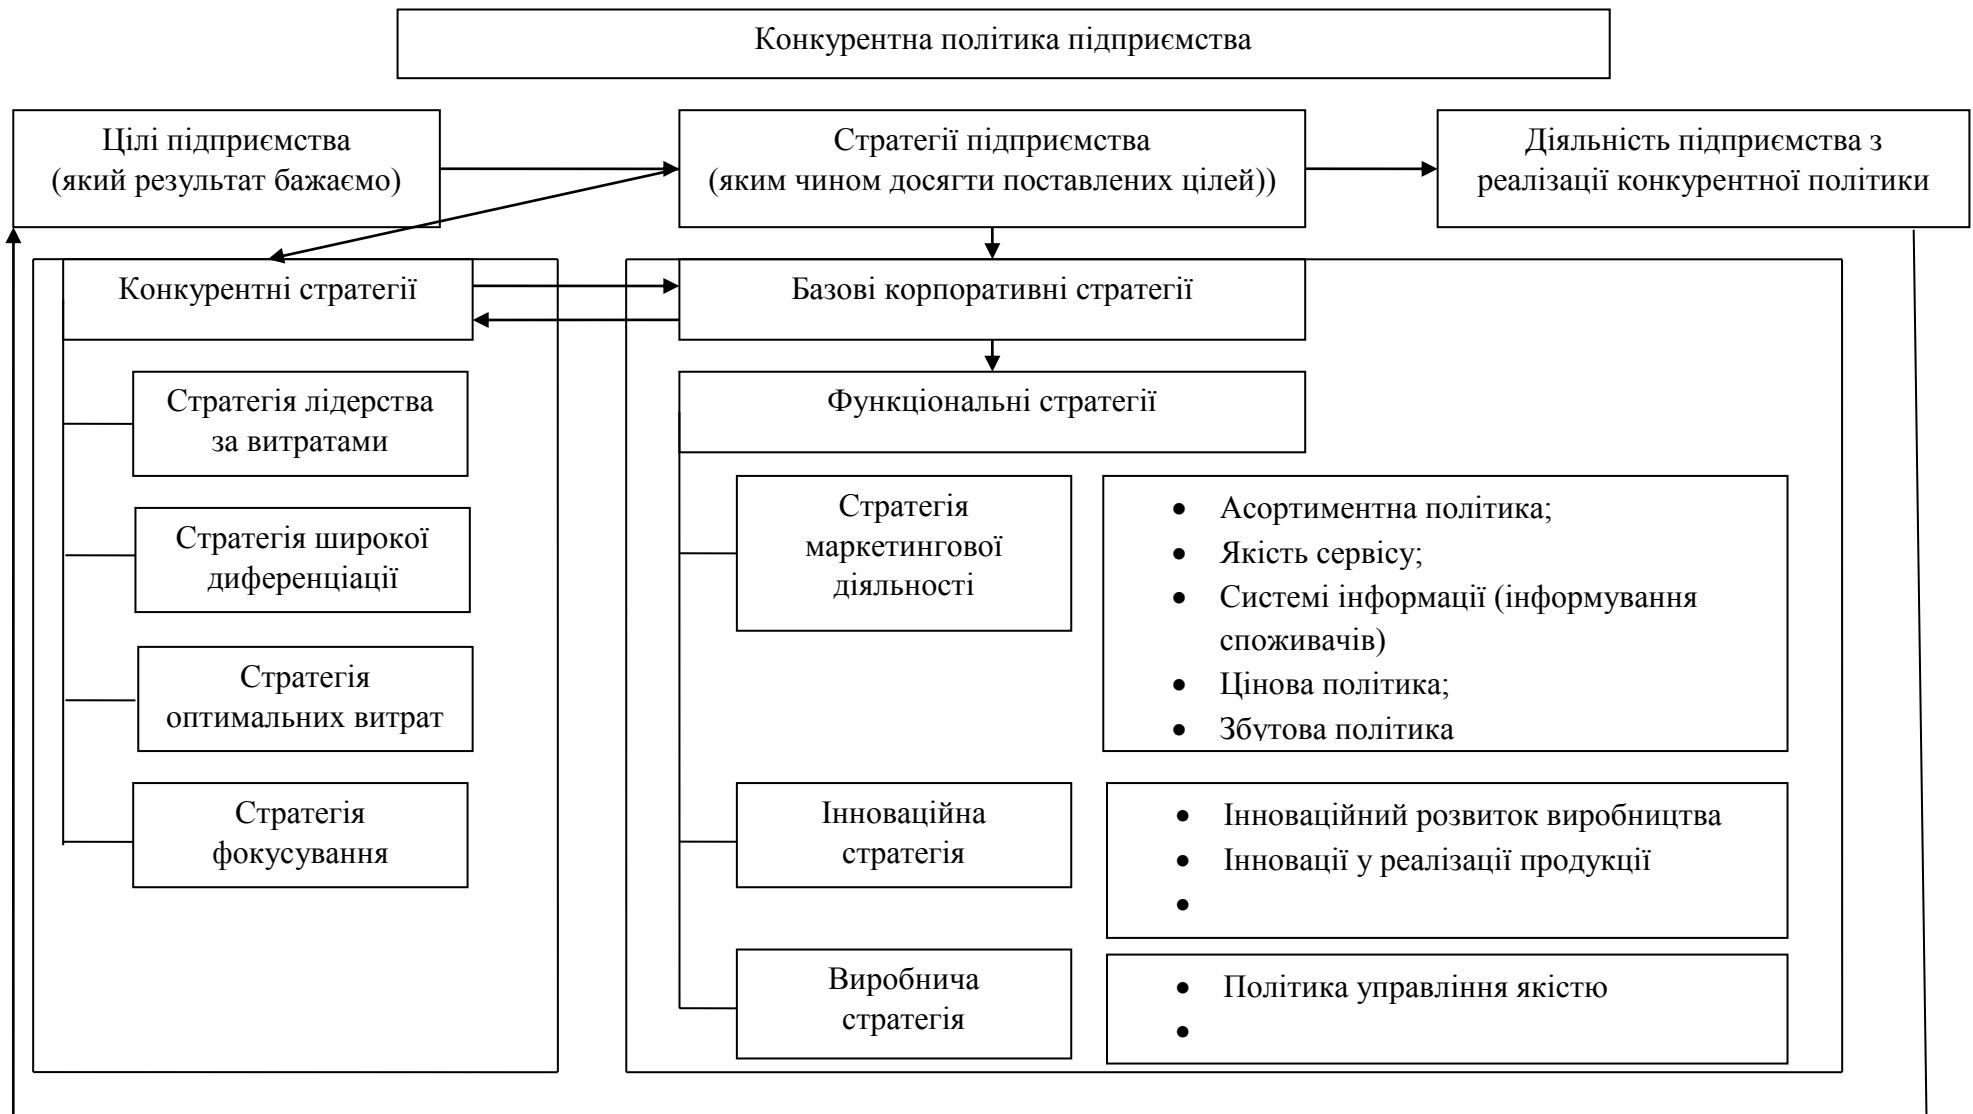 Конкурентна політика підприємства
Цілі підприємства
(який результат бажаємо)
Стратегії підприємства
(яким чином досягти поставлених цілей))
Діяльність підприємства з
реалізації конкурентної політики
Конкурентні стратегії
Базові корпоративні стратегії
Стратегія лідерства
за витратами
Стратегія широкої
диференціації
Стратегія
оптимальних витрат
Стратегія
фокусування
Функціональні стратегії
Стратегія
маркетингової
діяльності
• Асортиментна політика;
• Якість сервісу;
• Системі інформації (інформування
споживачів)
• Цінова політика;
• Збутова політика
Інноваційна
стратегія
• Інноваційний розвиток виробництва
• Інновації у реалізації продукції
•
Виробнича
стратегія
• Політика управління якістю
•